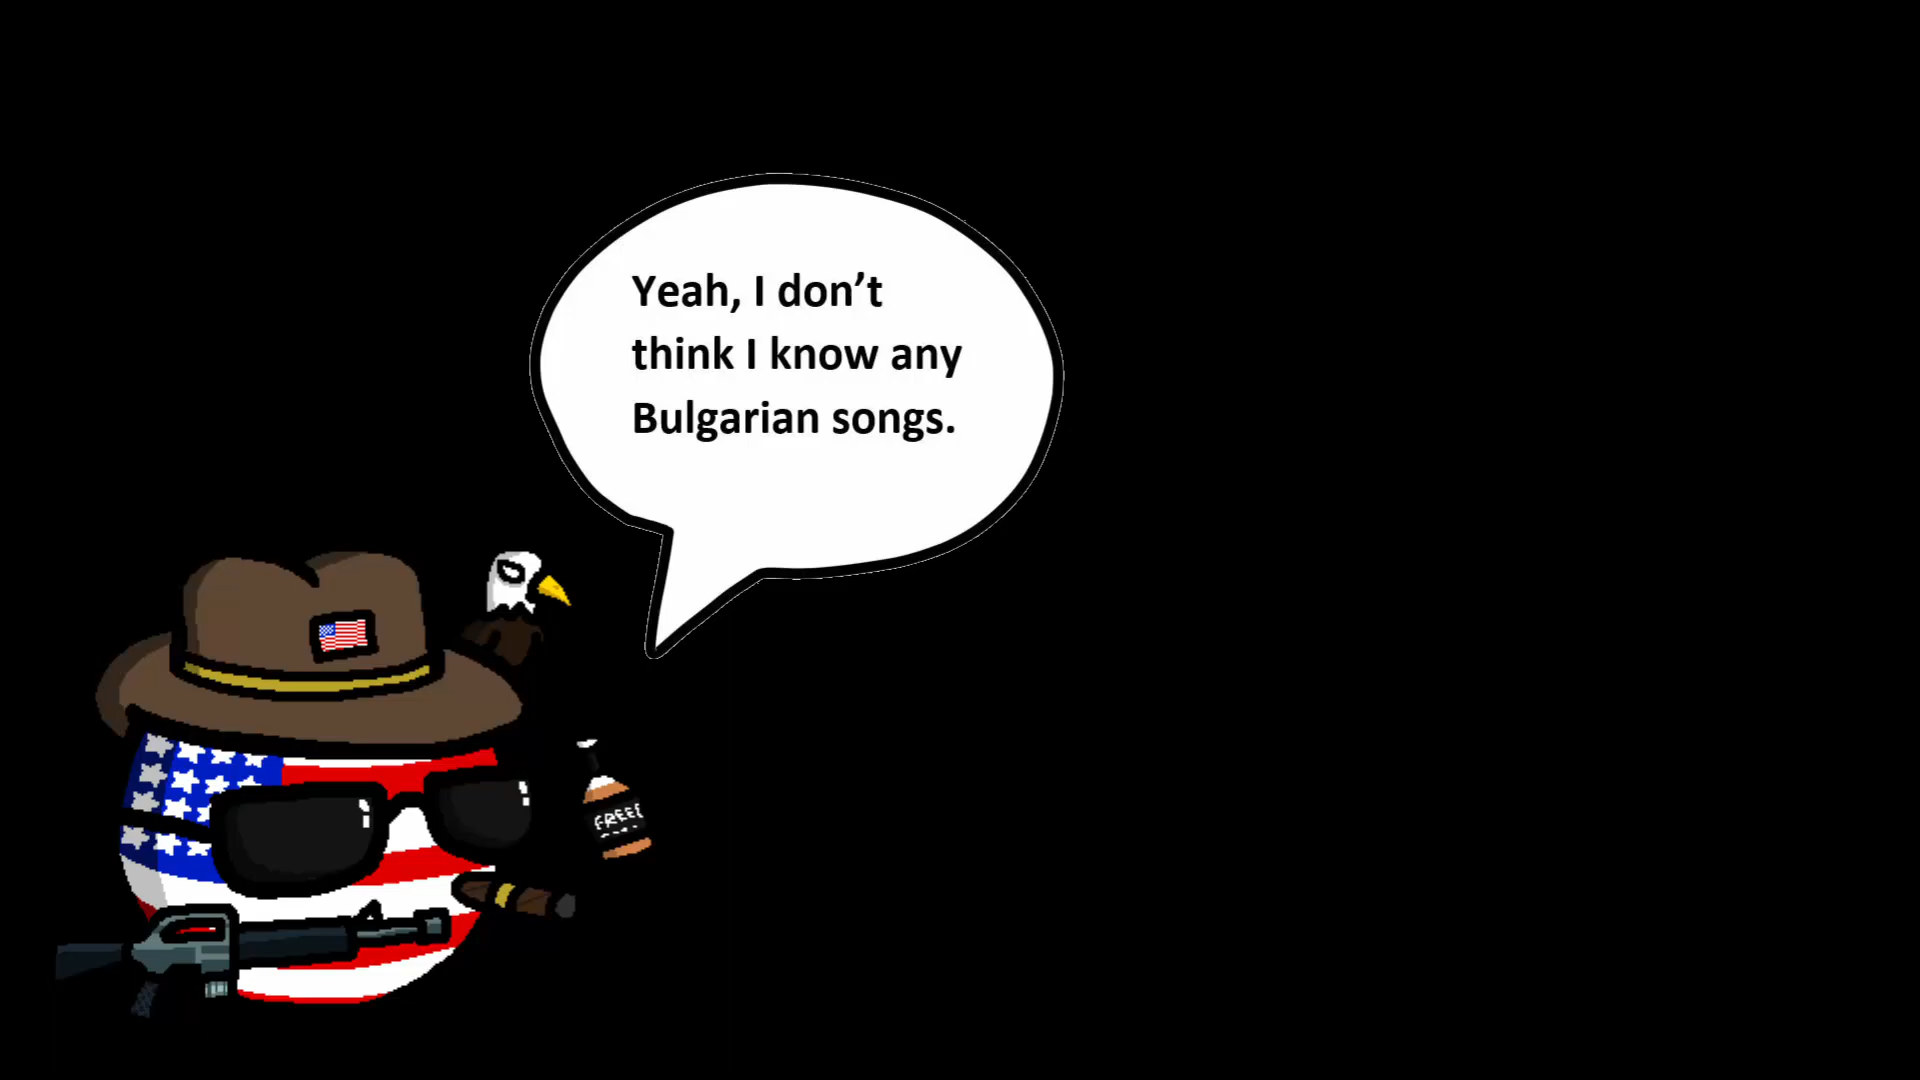 Yeah, I don’t
think I know any
Bulgarian songs.